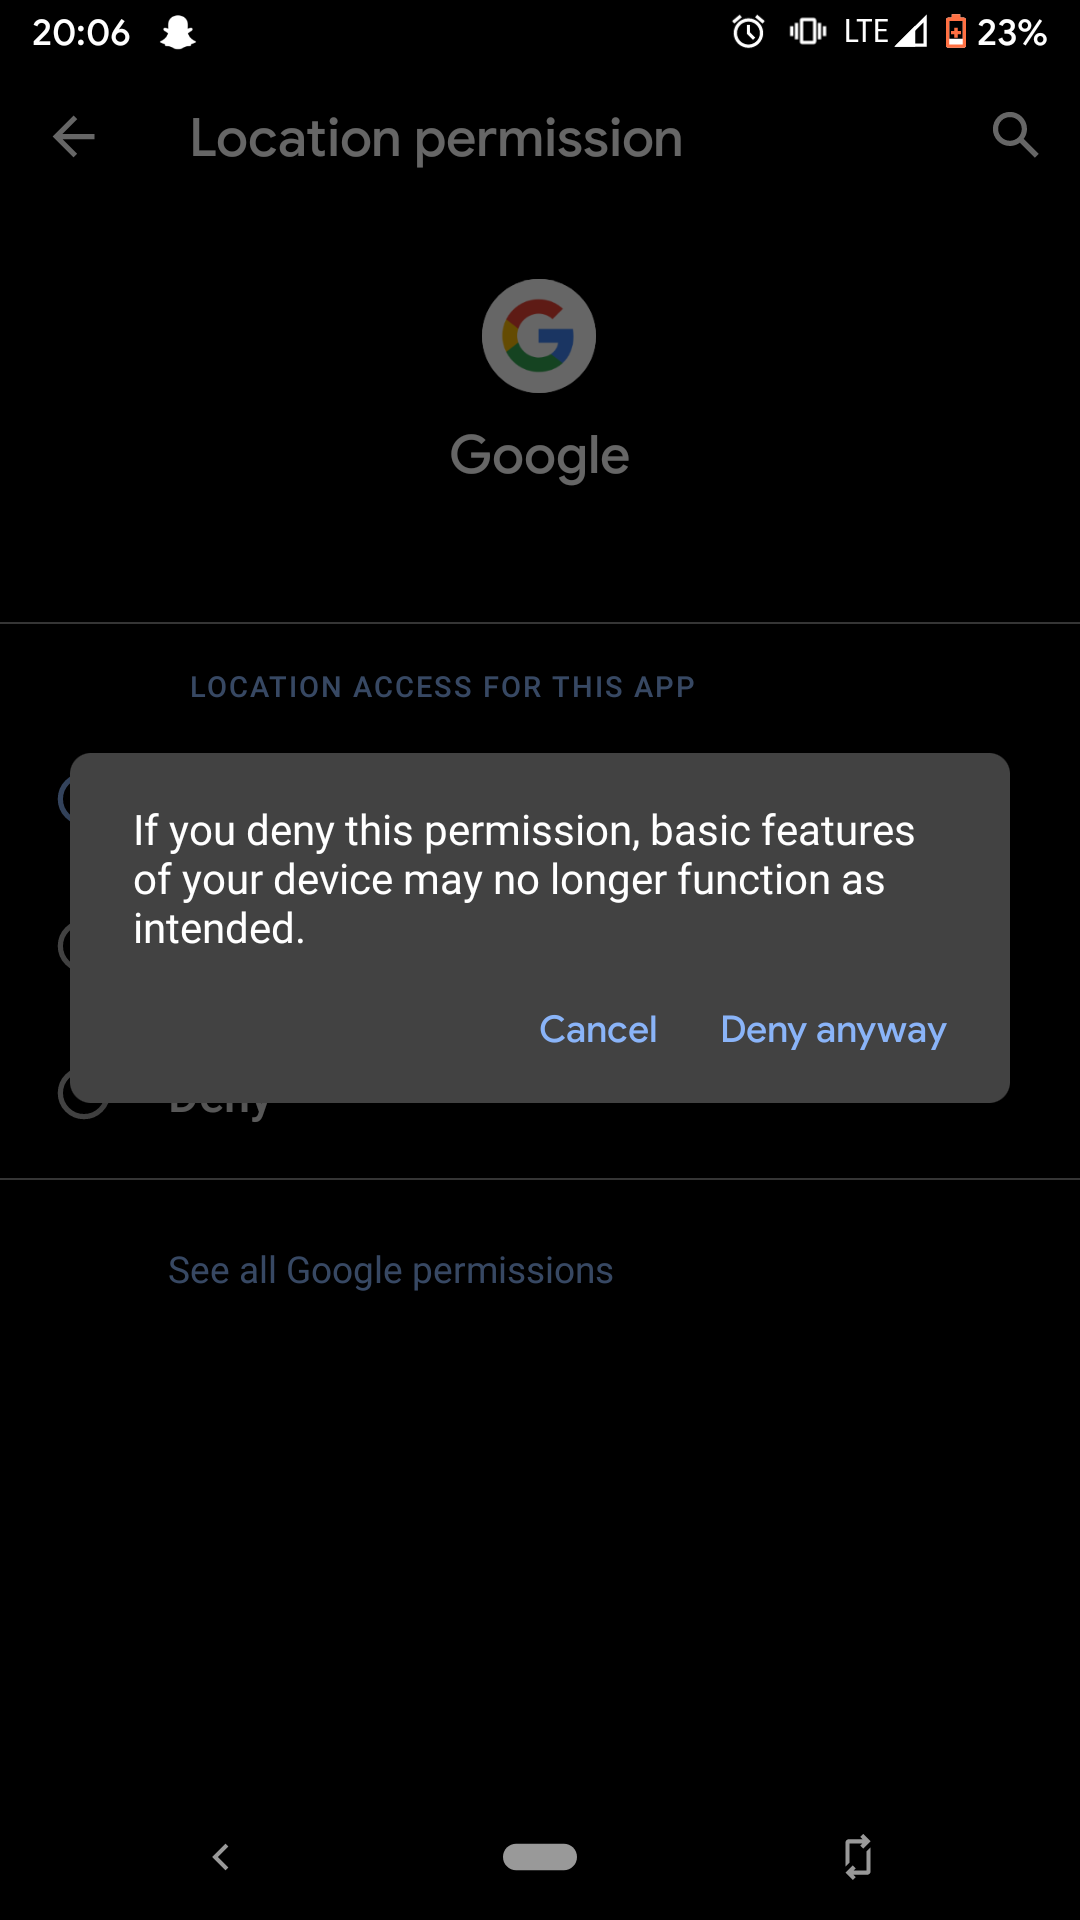 20:06 LTE 23%
Location permission
Google
LOCATION ACCESS FOR THIS APP
If you deny this permission, basic features
of your device may no longer function as
intended.
Cancel Deny anyway
Deny
See all Google permissions